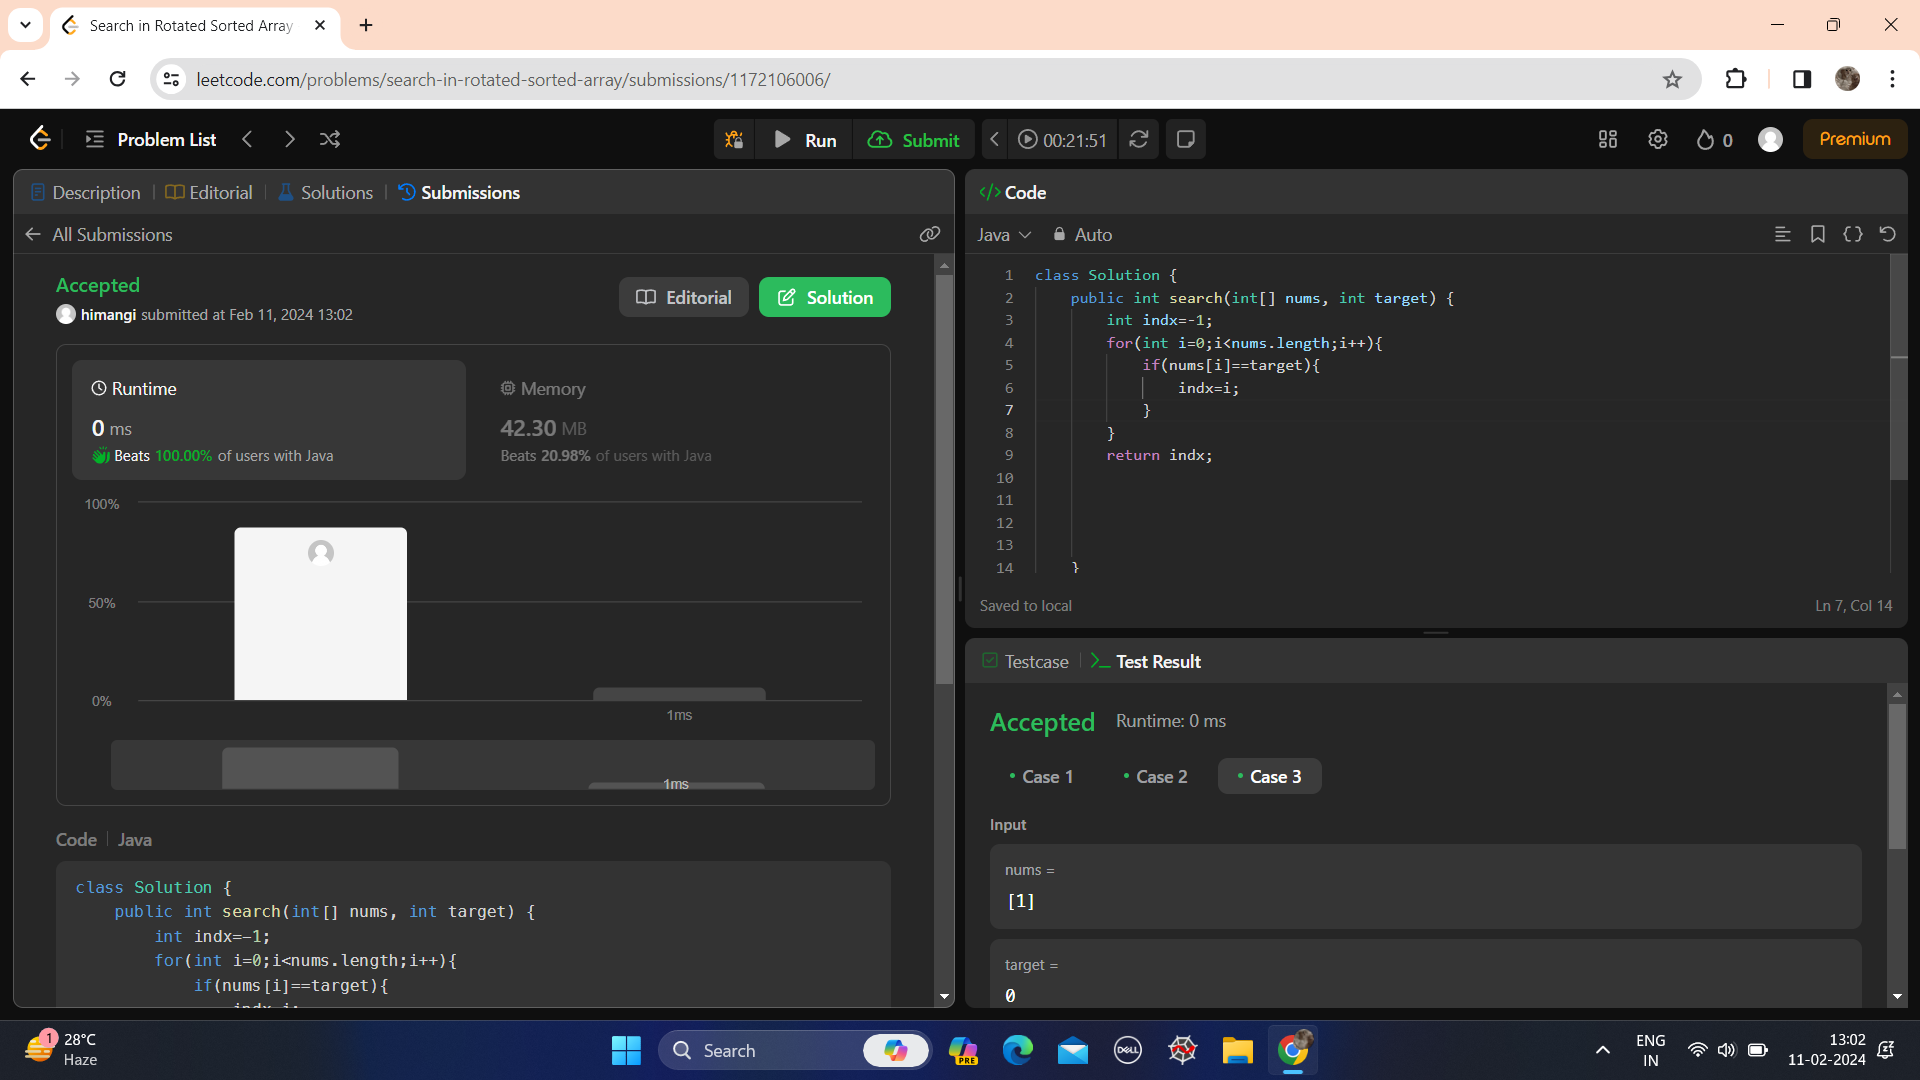 Search in Rotated Sorted Array
leetcode.com/problems/search-in-rotated-sorted-array/submissions/1172106006/
Problem List
Run
Submit
00:21:51
0
Premium
Description
Editorial
Solutions
Submissions
All Submissions
Accepted
himangi submitted at Feb 11, 2024 13:02
Editorial
Solution
Runtime
0 ms
Beats 100.00% of users with Java
Memory
42.30 MB
Beats 20.98% of users with Java
100%
50%
0%
1ms
1ms
Code
Java
class Solution {
public int search(int[] nums, int target) {
int indx=-1;
for(int i=0;i<nums.length;i++){
if(nums[i]==target){
indx=i;
Code
Java
Auto
1 class Solution {
2 public int search(int[] nums, int target) {
3 int indx=-1;
4 for(int i=0;i<nums.length;i++){
5 if(nums[i]==target){
6 indx=i;
7 }
8 }
9 return indx;
10
11
12
13
14 }
Saved to local
Ln 7, Col 14
Testcase
Test Result
Accepted
Runtime: 0 ms
Case 1
Case 2
Case 3
Input
nums =
[1]
target =
0
1
28°C
Haze
Search
PRE
DELL
ENG
IN
13:02
11-02-2024